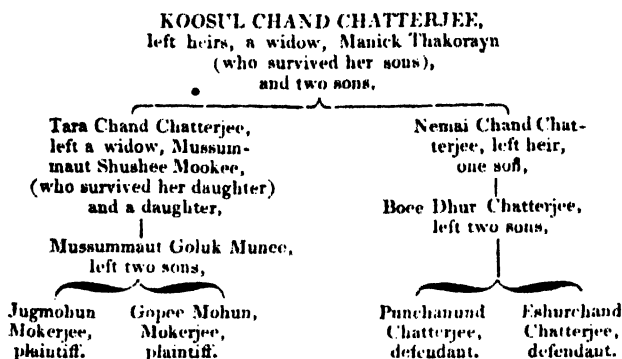 KOOSUL CHAND CHATTERJEE,
left heirs, a widow, Manick Thakorayn
(who survived her sons),
and two sons,
Tara Chand Chatterjee,
left a widow, Mussum-
maut Shushee Mookee,
(who survived her daughter)
and a daughter,
Mussummaut Goluk Munee,
left two sons,
Jugmohun
Mokerjee,
plaintiff.
Gopee Mohun,
Mokerjee,
plaintiff.
Nemai Chand Chat-
terjee, left heir,
one son,
Boee Dhur Chatterjee,
left two sons,
Punchanund
Chatterjee,
defendant.
Eshurchand
Chatterjee,
defendant.